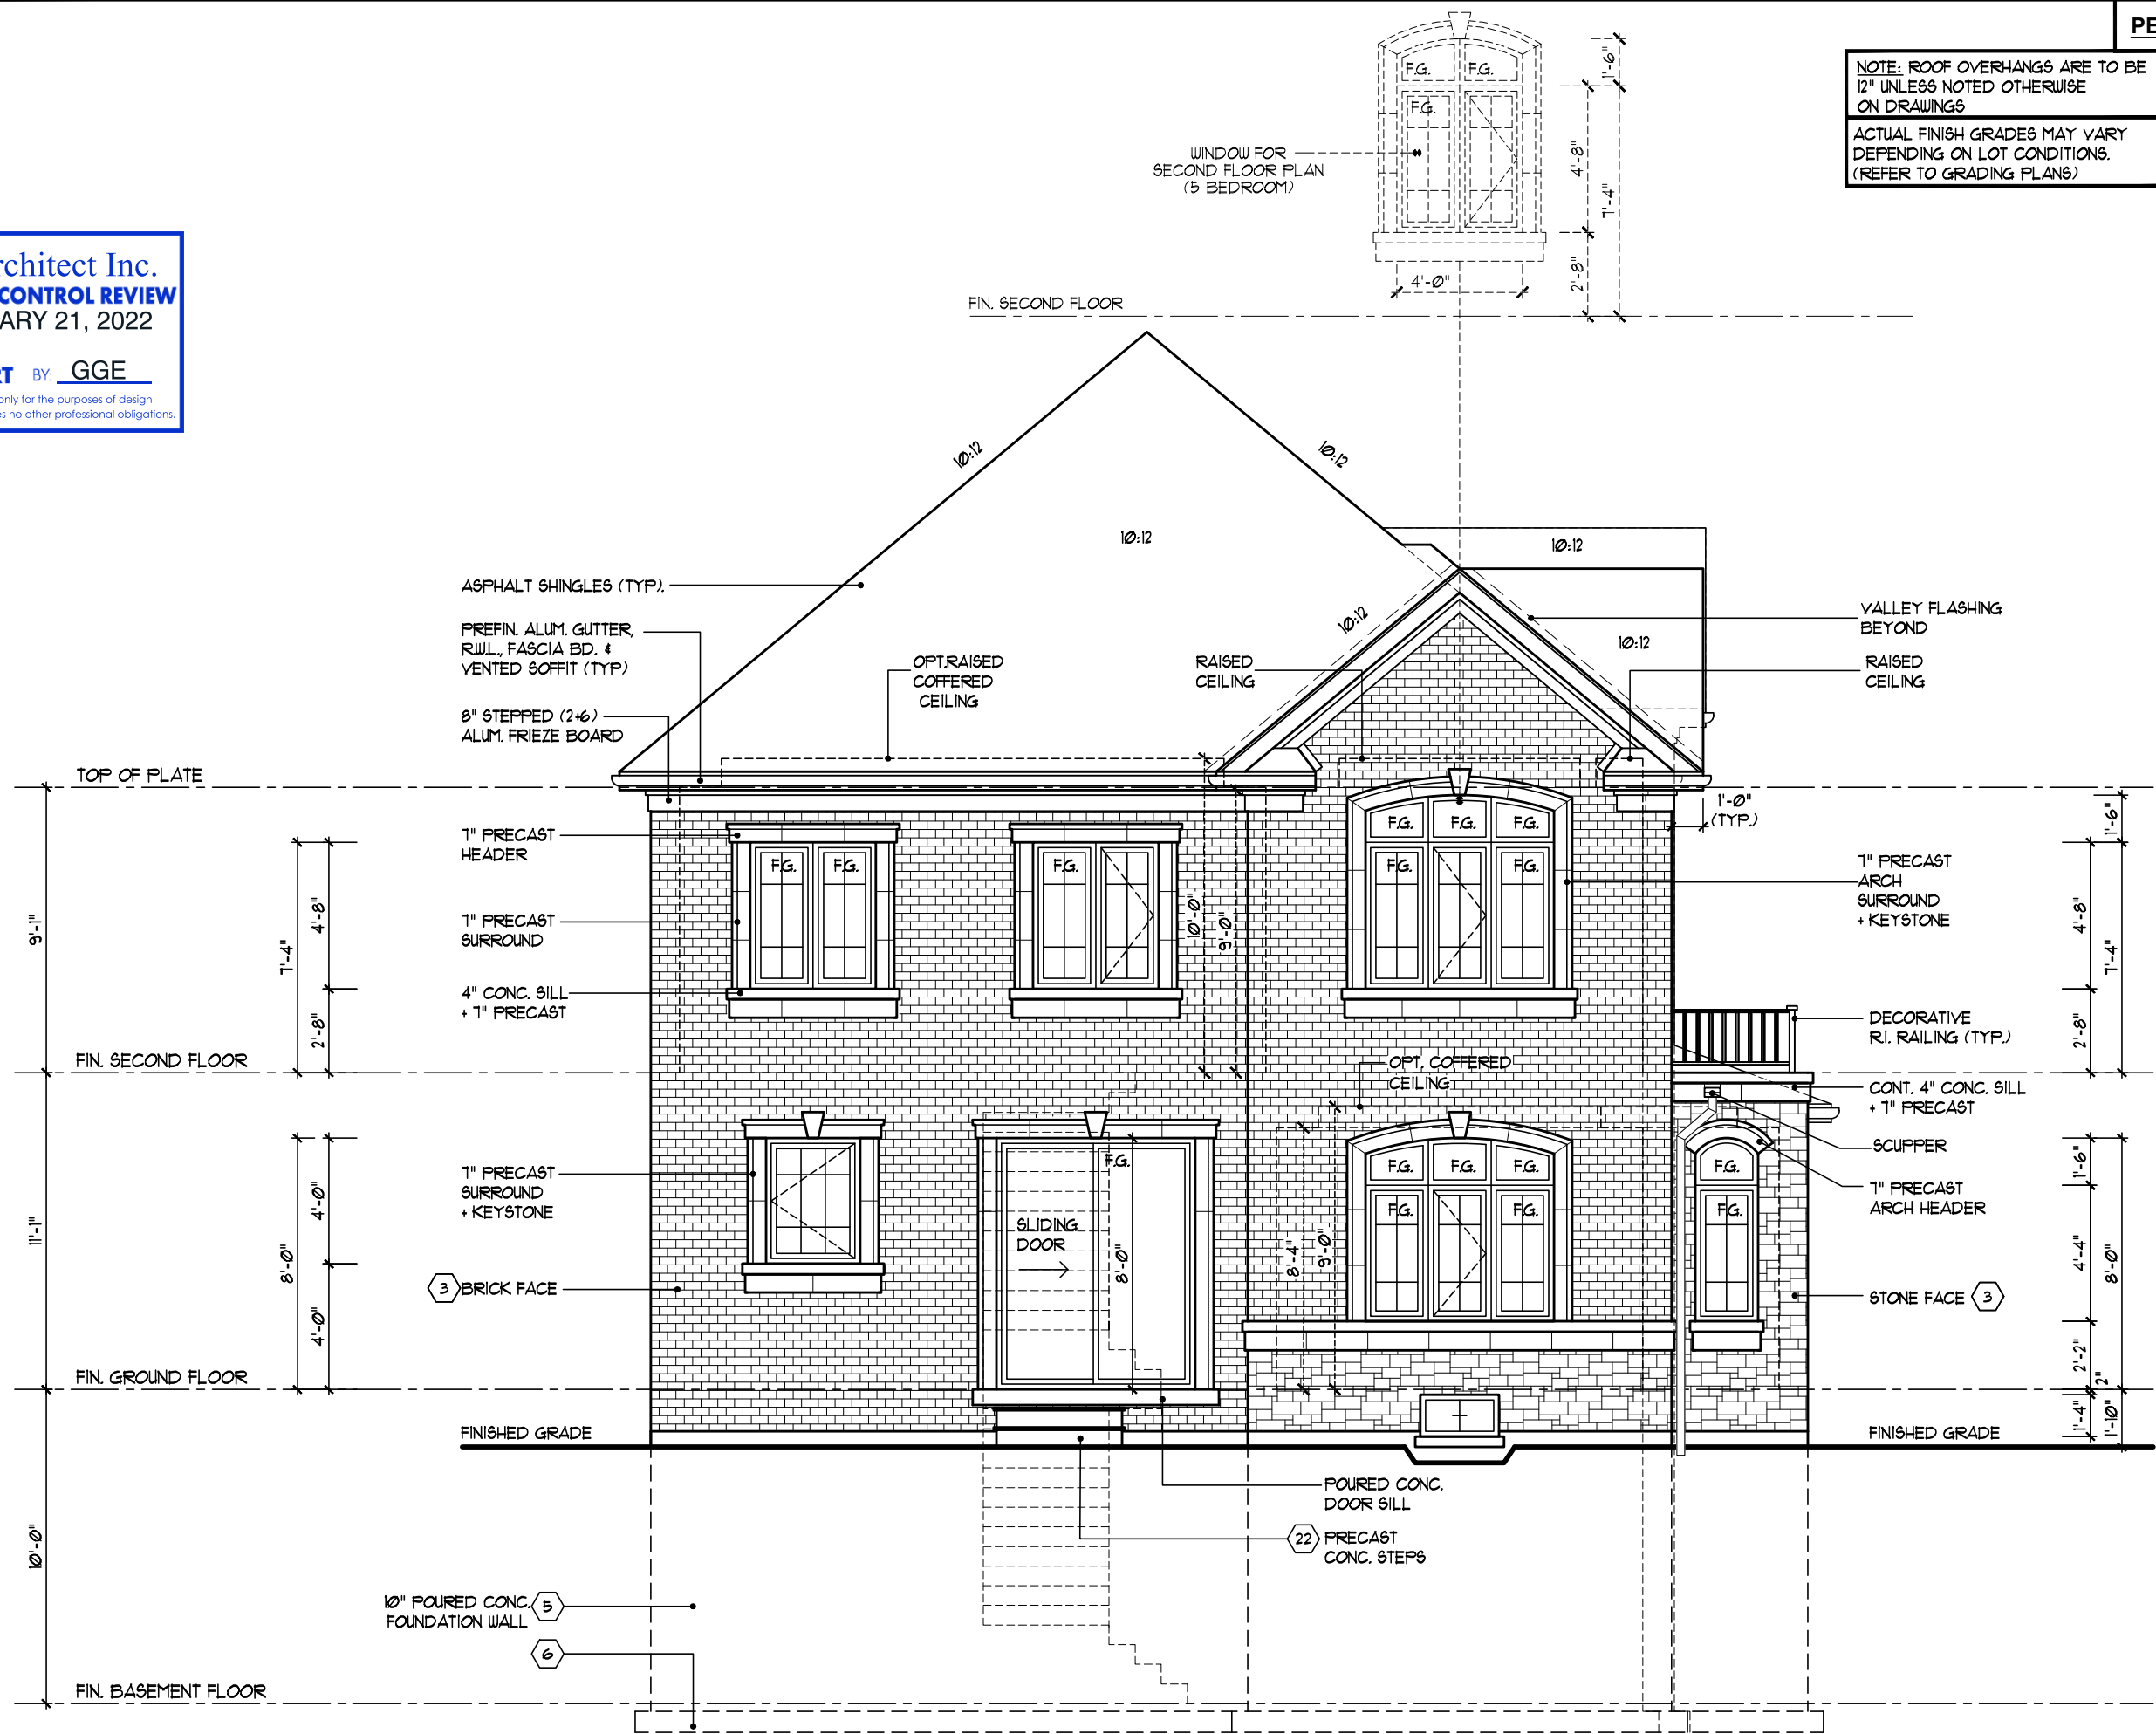 PE
NOTE: ROOF OVERHANGS ARE TO BE
12" UNLESS NOTED OTHERWISE
ON DRAWINGS
ACTUAL FINISH GRADES MAY VARY
DEPENDING ON LOT CONDITIONS.
(REFER TO GRADING PLANS)
rchitect Inc.
CONTROL REVIEW
ARY 21, 2022
RT BY: GGE
only for the purposes of design
es no other professional obligations.
F.G. F.G.
F.G.
WINDOW FOR
SECOND FLOOR PLAN
(5 BEDROOM)
1'-6"
4'-8"
7'-4"
2'-8"
4'-0"
FIN. SECOND FLOOR
10:12
10:12
10:12
10:12
10:12
10:12
ASPHALT SHINGLES (TYP).
PREFIN. ALUM. GUTTER,
R.W.L., FASCIA BD. &
VENTED SOFFIT (TYP)
8" STEPPED (2+6)
ALUM. FRIEZE BOARD
OPT.RAISED
COFFERED
CEILING
RAISED
CEILING
VALLEY FLASHING
BEYOND
RAISED
CEILING
TOP OF PLATE
1'-0"
(TYP.)
7" PRECAST
HEADER
7" PRECAST
SURROUND
4" CONC. SILL
+ 7" PRECAST
F.G. F.G.
F.G.
F.G. F.G. F.G.
F.G. F.G.
10'-0"
9'-0"
7" PRECAST
ARCH
SURROUND
+ KEYSTONE
9'-1"
7'-4"
4'-8"
2'-8"
1'-6"
4'-8"
7'-4"
2'-8"
DECORATIVE
R.I. RAILING (TYP.)
FIN. SECOND FLOOR
OPT. COFFERED
CEILING
CONT. 4" CONC. SILL
+ 7" PRECAST
SCUPPER
7" PRECAST
ARCH HEADER
7" PRECAST
SURROUND
+ KEYSTONE
F.G.
SLIDING
DOOR
8'-0"
8'-4"
9'-0"
F.G. F.G. F.G.
F.G. F.G.
F.G.
F.G.
11'-1"
8'-0"
4'-0"
4'-0"
1'-6"
4'-4"
8'-0"
2'-2"
2"
1'-4"
1'-10"
3 BRICK FACE
STONE FACE 3
FIN. GROUND FLOOR
FINISHED GRADE
FINISHED GRADE
POURED CONC.
DOOR SILL
22 PRECAST
CONC. STEPS
10'-0"
10" POURED CONC. 5
FOUNDATION WALL
6
FIN. BASEMENT FLOOR